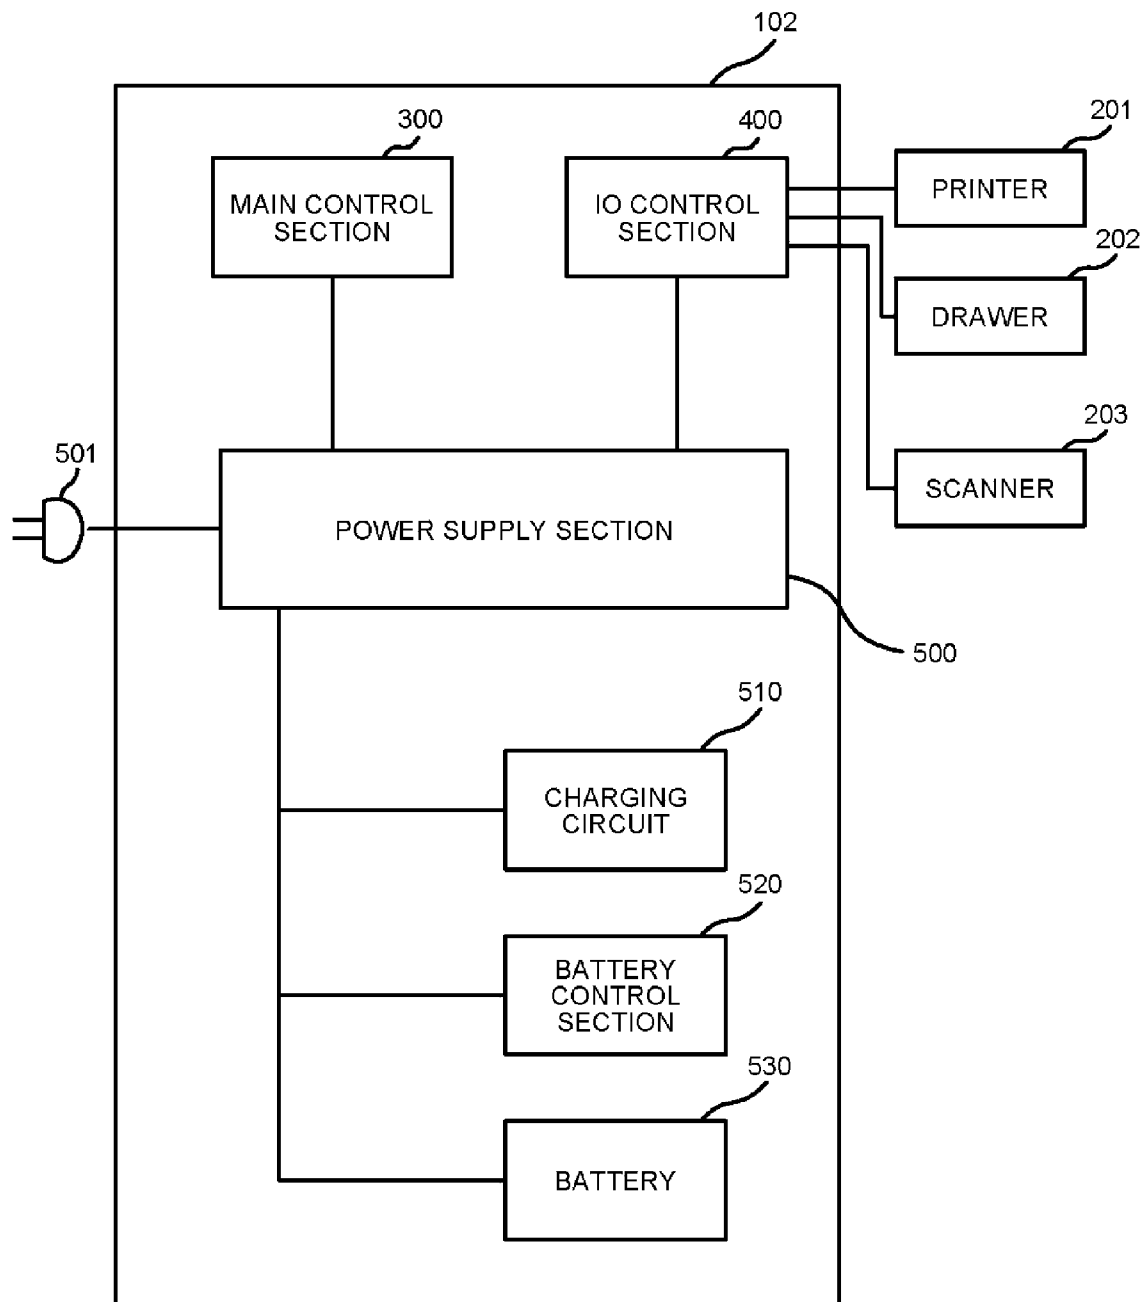 102
300
400
201
MAIN CONTROL
SECTION
IO CONTROL
SECTION
PRINTER
202
DRAWER
203
SCANNER
501
POWER SUPPLY SECTION
500
510
CHARGING
CIRCUIT
520
BATTERY
CONTROL
SECTION
530
BATTERY